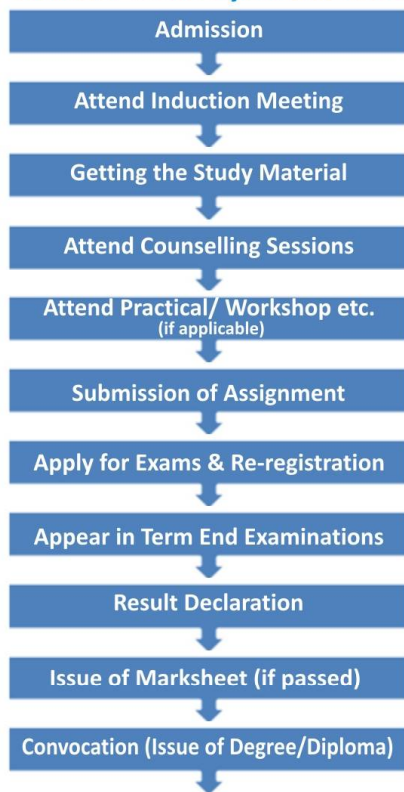 Admission
Attend Induction Meeting
Getting the Study Material
Attend Counselling Sessions
Attend Practical/ Workshop etc.
(if applicable)
Submission of Assignment
Apply for Exams & Re-registration
Appear in Term End Examinations
Result Declaration
Issue of Marksheet (if passed)
Convocation (Issue of Degree/Diploma)